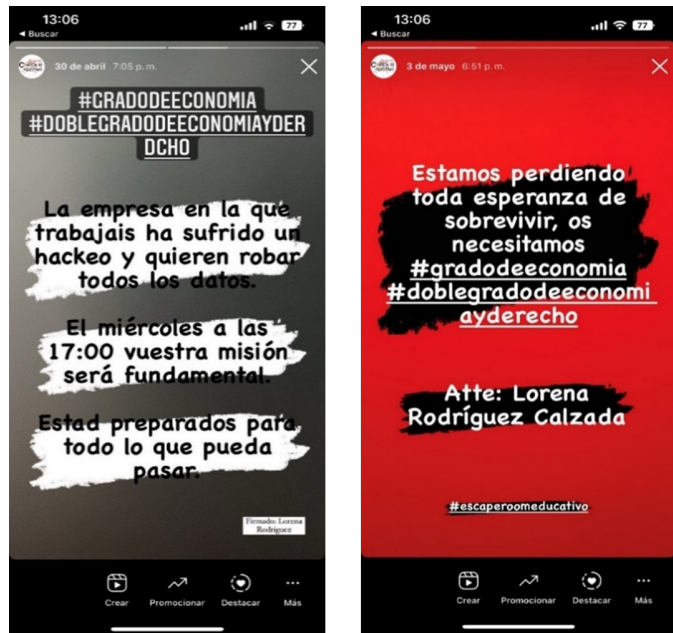 13:06
77
Buscar
30 de abril 7:05 p. m.
#GRADODEECONOMIA
#DOBLEGRADODEECONOMIAYDER
DCHO
La empresa en la que
trabajais ha sufrido un
hackeo y quieren robar
todos los datos.
El miércoles a las
17:00 vuestra misión
será fundamental.
Estad preparados para
todo lo que pueda
pasar.
Firmado: Lorena
Rodríguez
Crear Promocionar Destacar Más
13:06
77
Buscar
3 de mayo 6:51 p. m.
Estamos perdiendo
toda esperanza de
sobrevivir, os
necesitamos
#gradodeeconomia
#doblegradodeeconomi
ayderecho
Atte: Lorena
Rodríguez Calzada
#escaperoomeducativo
Crear Promocionar Destacar Más